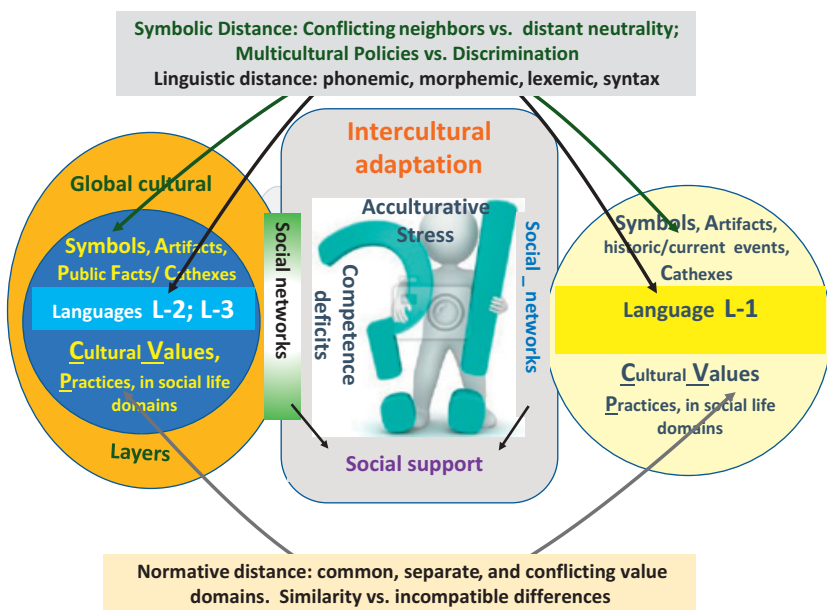 Symbolic Distance: Conflicting neighbors vs. distant neutrality;
Multicultural Policies vs. Discrimination
Linguistic distance: phonemic, morphemic, lexemic, syntax
Intercultural
adaptation
Global cultural
Symbols, Artifacts,
Public Facts/ Cathexes
Languages L-2; L-3
Cultural Values,
Practices, in social life
domains
Layers
Social networks
Acculturative
Stress
Competence
deficits
Social _ networks
Social support
Symbols, Artifacts,
historic/current events,
Cathexes
Language L-1
Cultural Values
Practices, in social life
domains
Normative distance: common, separate, and conflicting value
domains. Similarity vs. incompatible differences